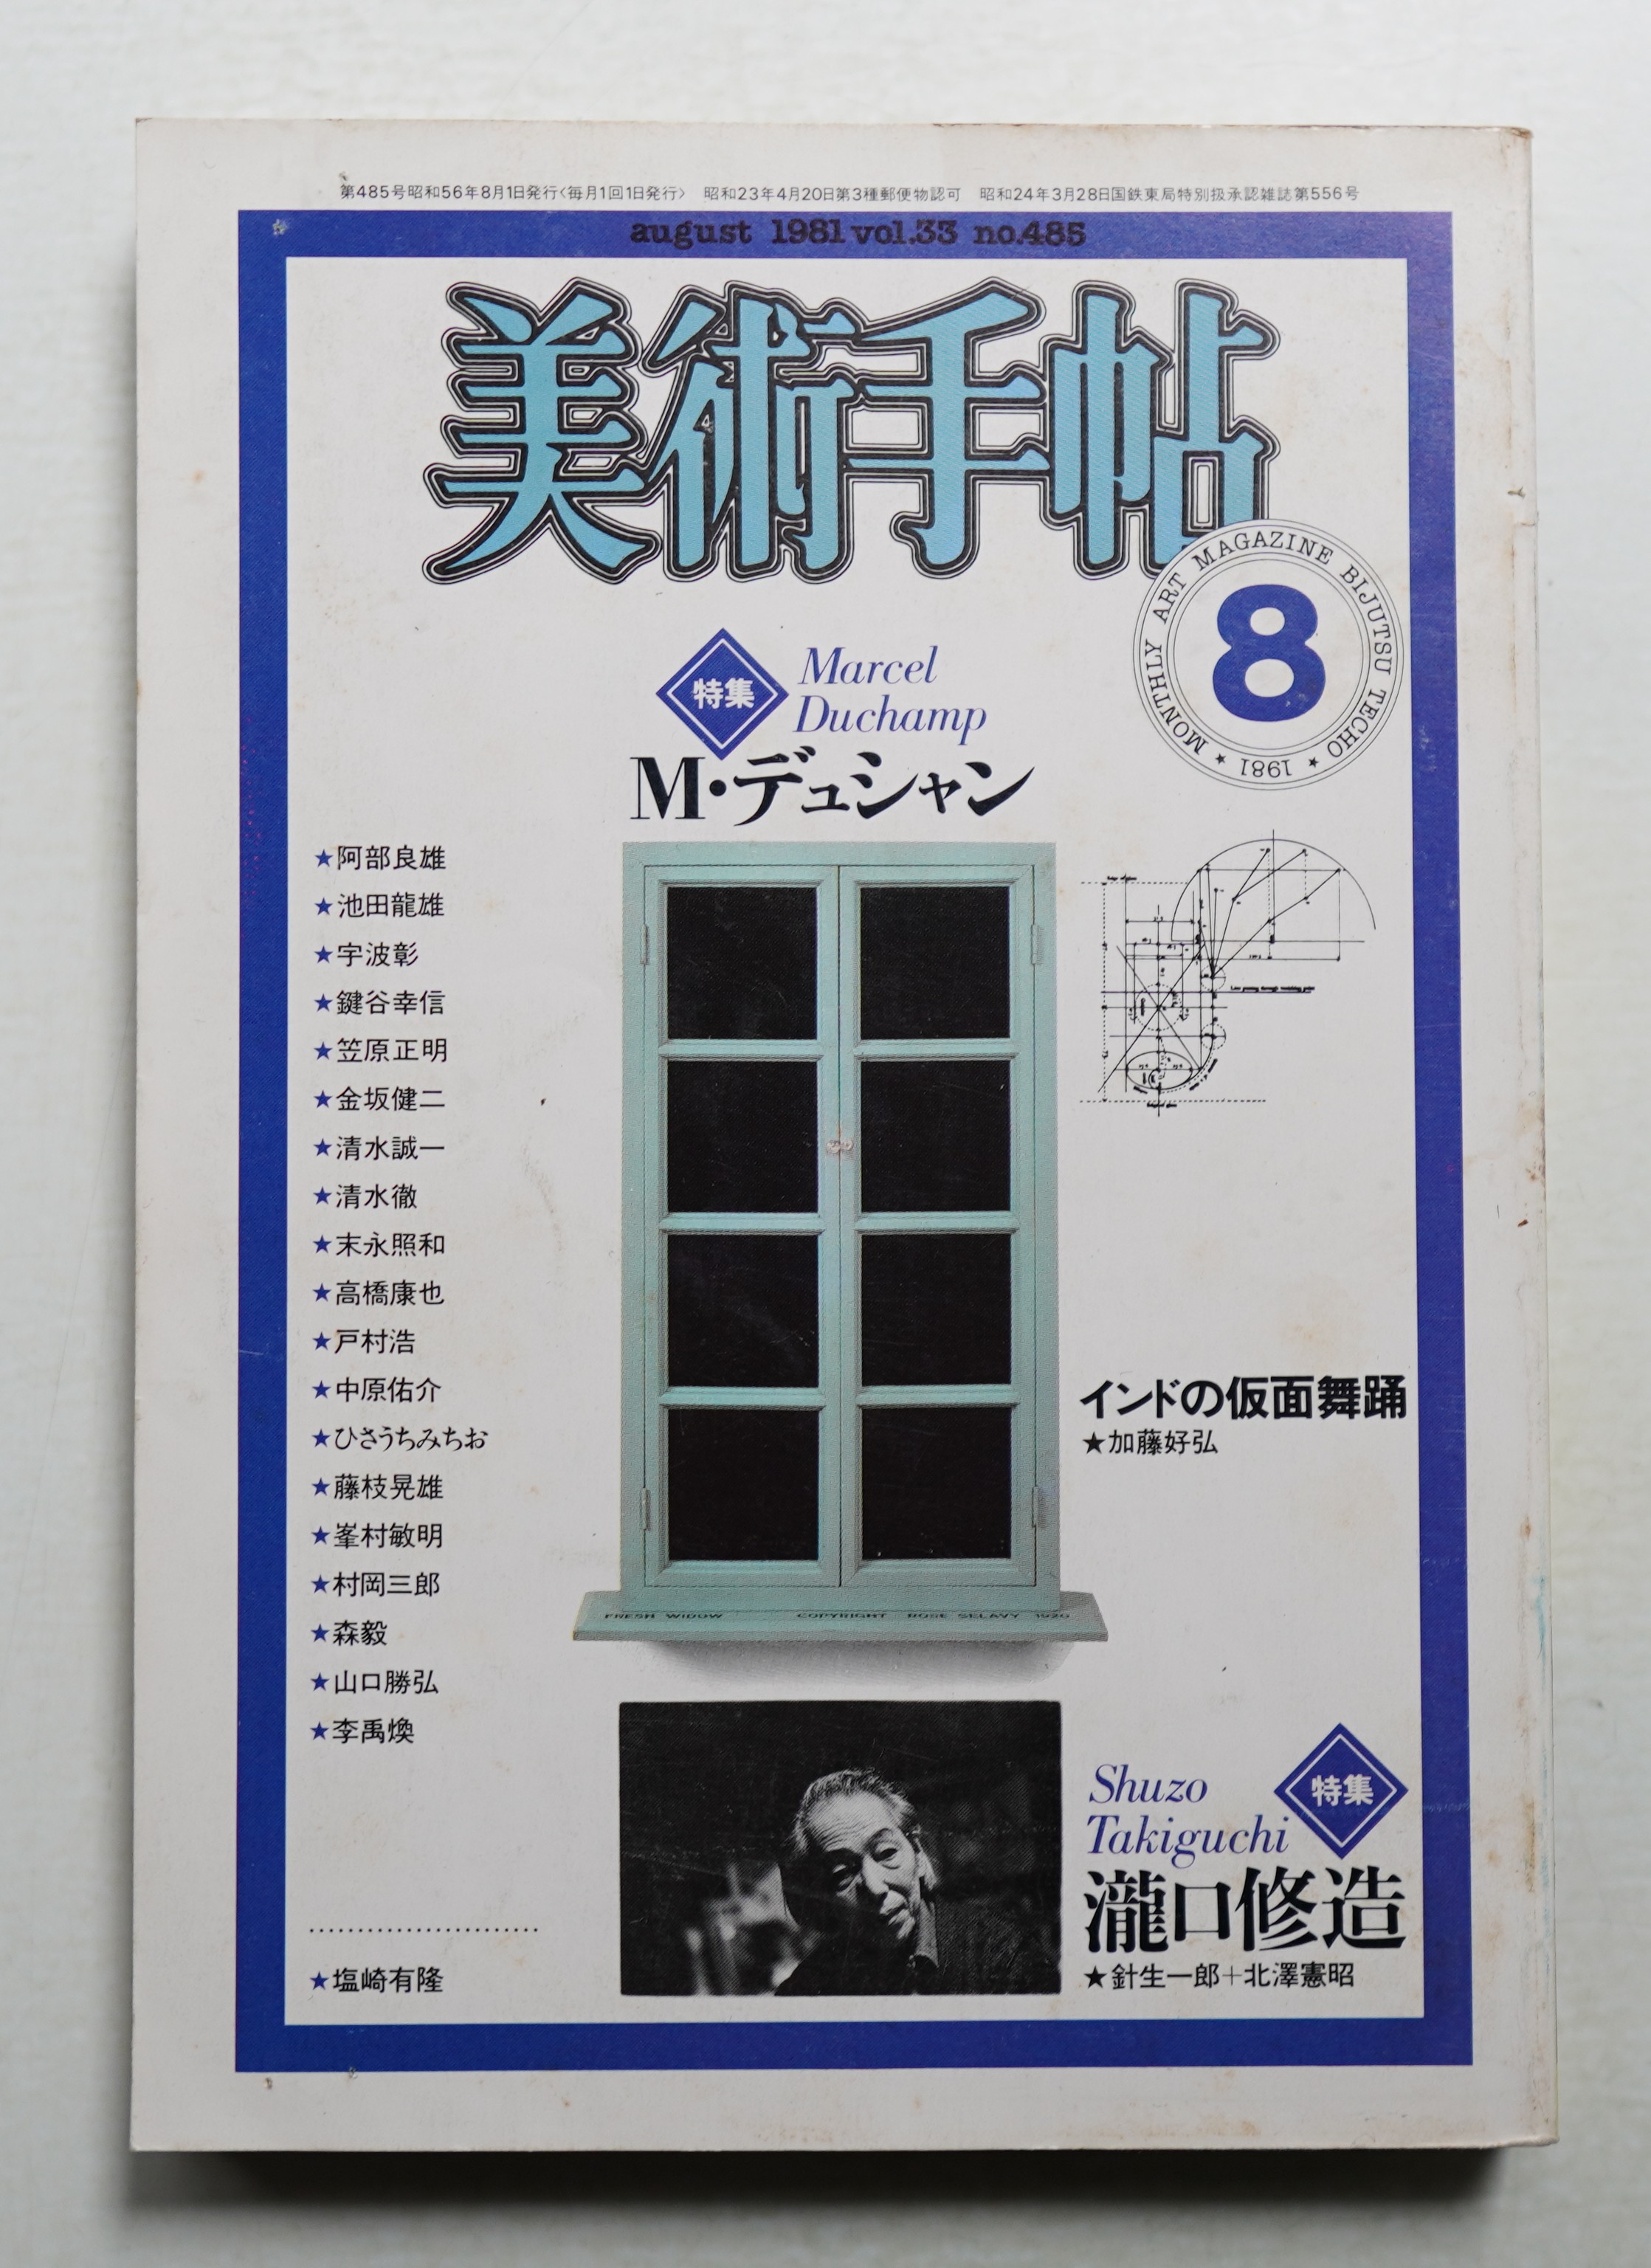 第485号昭和56年8月1日発行〈毎月1回1日発行〉 昭和23年4月20日第3種郵便物認可 昭和24年3月28日国鉄東局特別扱承認雑誌第556号
august 1981 vol.33 no.485
美術手帖
MONTHLY ART MAGAZINE BIJUTSU TECHO ★ 1981 ★
8
特集
Marcel
Duchamp
M・デュシャン
★阿部良雄
★池田龍雄
★宇波彰
★鍵谷幸信
★笠原正明
★金坂健二
★清水誠一
★清水徹
★末永照和
★高橋康也
★戸村浩
★中原佑介
★ひさうちみちお
★藤枝晃雄
★峯村敏明
★村岡三郎
★森毅
★山口勝弘
★李禹煥
★塩崎有隆
FRESH WIDOW COPYRIGHT ROSE SELAVY 1920
インドの仮面舞踊
★加藤好弘
特集
Shuzo
Takiguchi
瀧口修造
★針生一郎+北澤憲昭